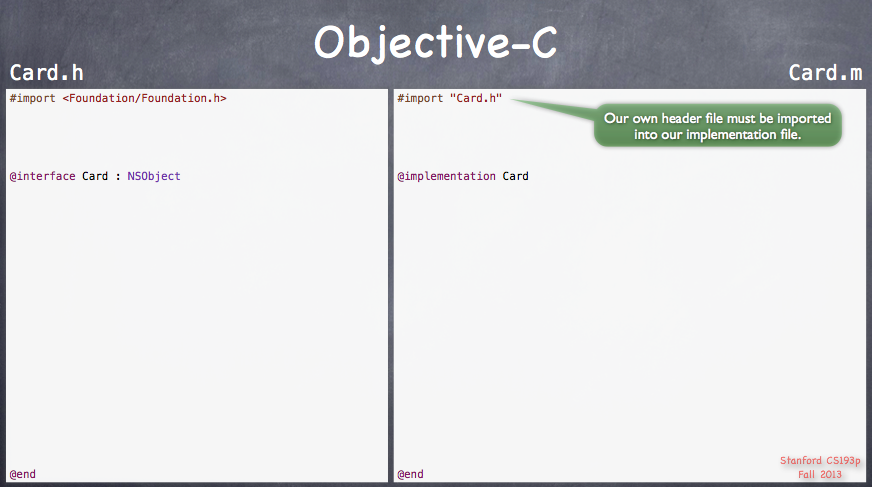 Objective-C
Card.h
Card.m
#import <Foundation/Foundation.h>
@interface Card : NSObject
@end
#import "Card.h"
Our own header file must be imported
into our implementation file.
@implementation Card
@end
Stanford CS193p
Fall 2013